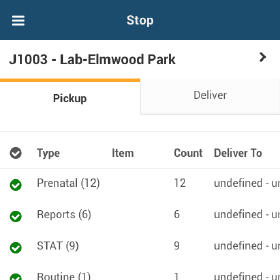 Stop
J1003 - Lab-Elmwood Park
Pickup Deliver
Type Item Count Deliver To
Prenatal (12) 12 undefined - u
Reports (6) 6 undefined - u
STAT (9) 9 undefined - u
Routine (1) 1 undefined - u